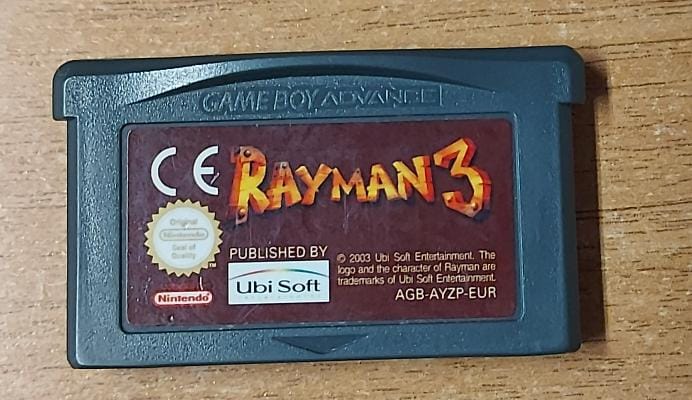 GAME BOY ADVANCE
CE
RAYMAN 3
Original
Nintendo
Seal of
Quality
TM
PUBLISHED BY
Ubi Soft
Nintendo
© 2003 Ubi Soft Entertainment. The
logo and the character of Rayman are
trademarks of Ubi Soft Entertainment.
AGB-AYZP-EUR